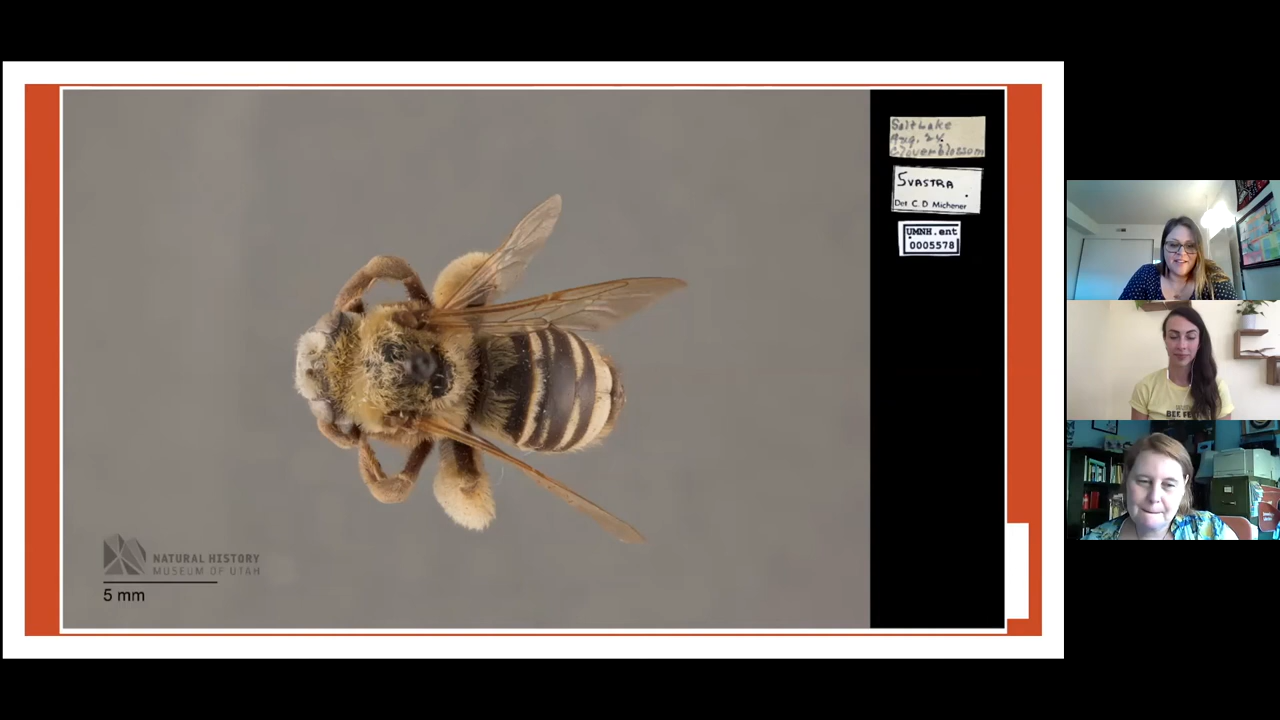 Salt Lake
Aug. 24
Clover blossom
SVASTRA
Det C. D. Michener
UMNH.ent
0005578
NATURAL HISTORY
MUSEUM OF UTAH
5 mm
BEE